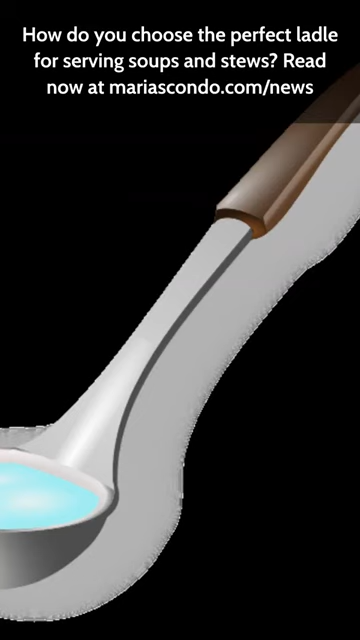 How do you choose the perfect ladle
for serving soups and stews? Read
now at mariascondo.com/news